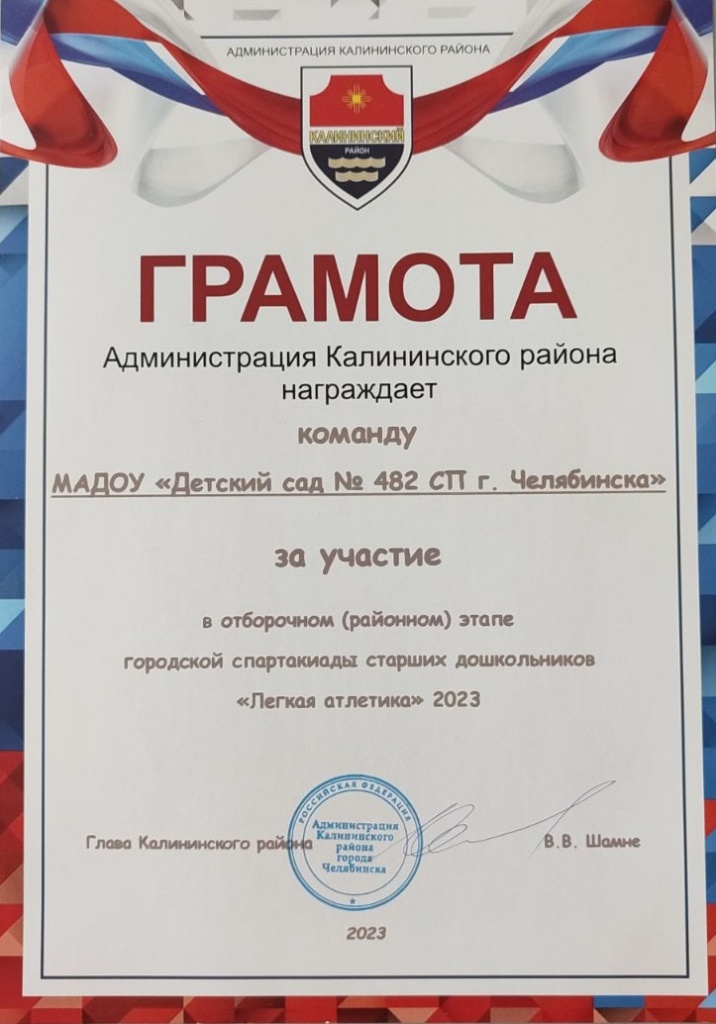 АДМИНИСТРАЦИЯ КАЛИНИНСКОГО РАЙОНА
КАЛИНИНСКИЙ
РАЙОН
ГРАМОТА
Администрация Калининского района
награждает
команду
МАДОУ «Детский сад № 482 СП г. Челябинска»
за участие
в отборочном (районном) этапе
городской спартакиады старших дошкольников
«Легкая атлетика» 2023
РОССИЙСКАЯ ФЕДЕРАЦИЯ
Администрация
Калининского
района
города
Челябинска
Глава Калининского района
В.В. Шамне
2023